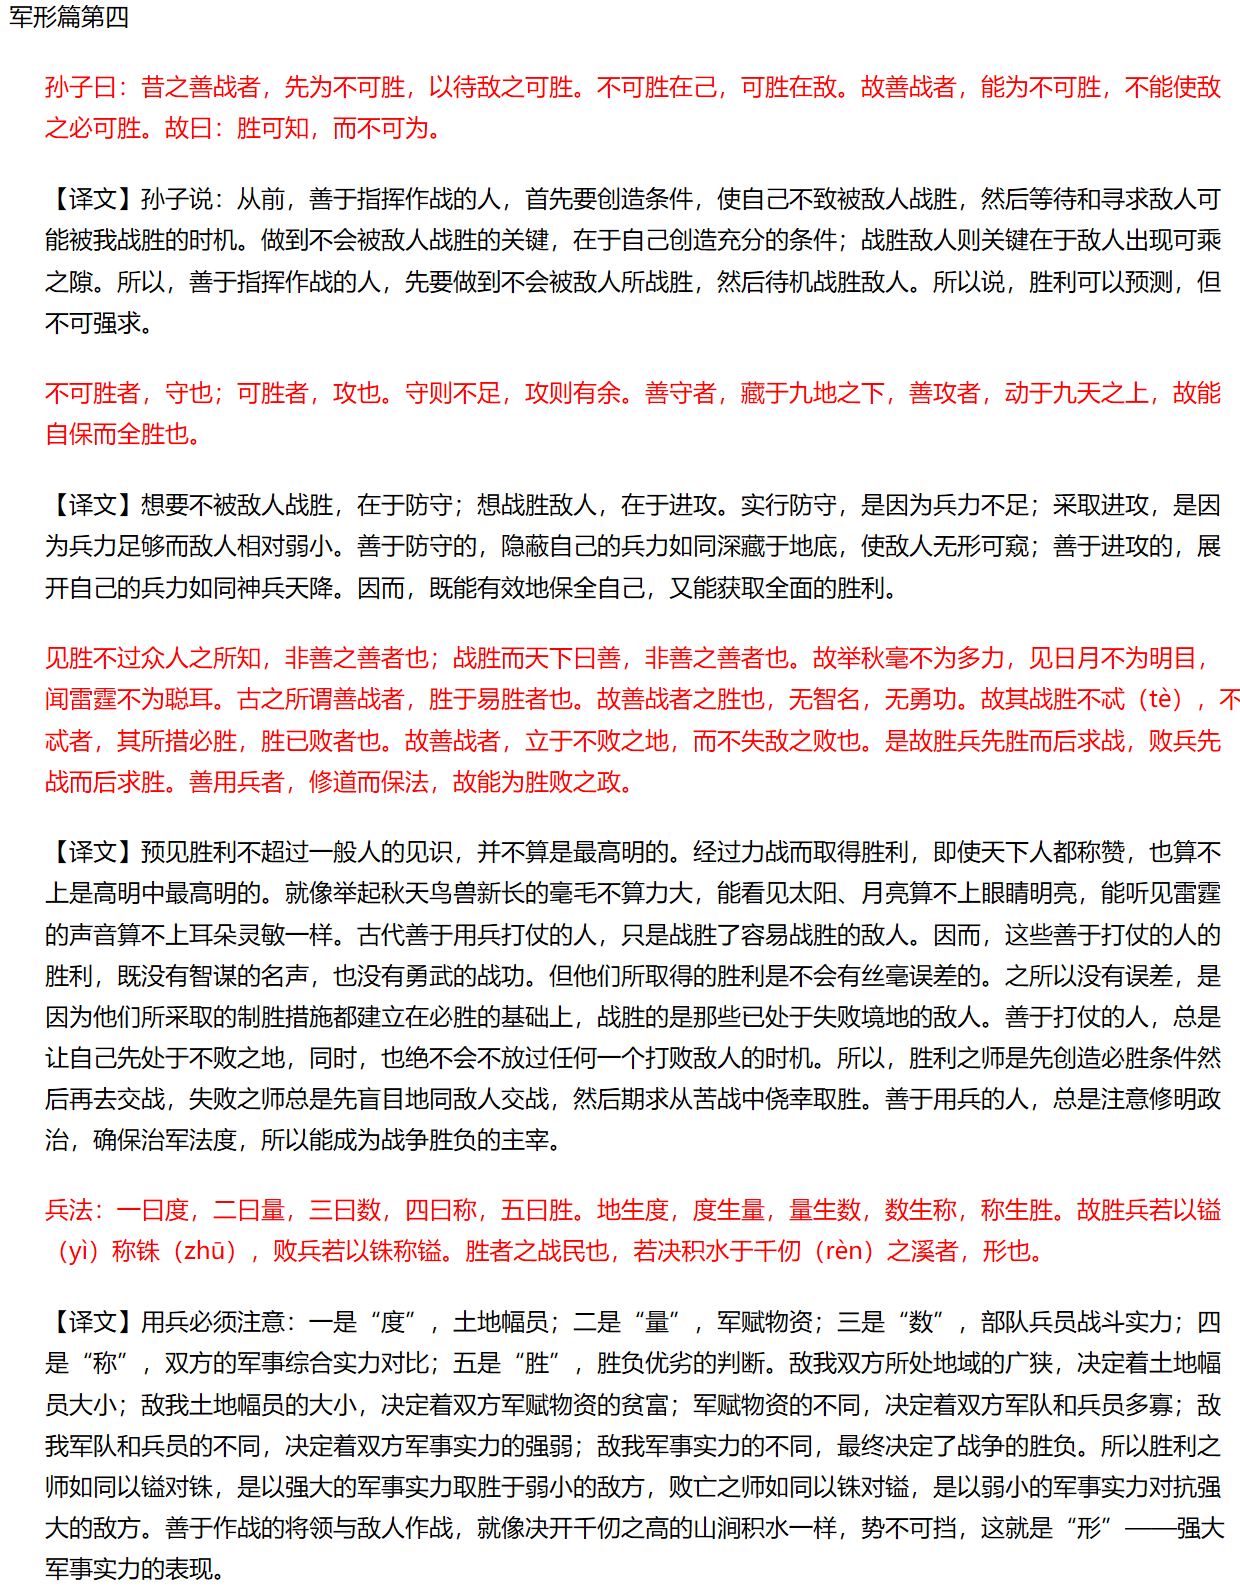 军形篇第四
孙子曰：昔之善战者，先为不可胜，以待敌之可胜。不可胜在己，可胜在敌。故善战者，能为不可胜，不能使敌
之必可胜。故曰：胜可知，而不可为。
【译文】孙子说：从前，善于指挥作战的人，首先要创造条件，使自己不致被敌人战胜，然后等待和寻求敌人可
能被我战胜的时机。做到不会被敌人战胜的关键，在于自己创造充分的条件；战胜敌人则关键在于敌人出现可乘
之隙。所以，善于指挥作战的人，先要做到不会被敌人所战胜，然后待机战胜敌人。所以说，胜利可以预测，但
不可强求。
不可胜者，守也；可胜者，攻也。守则不足，攻则有余。善守者，藏于九地之下，善攻者，动于九天之上，故能
自保而全胜也。
【译文】想要不被敌人战胜，在于防守；想战胜敌人，在于进攻。实行防守，是因为兵力不足；采取进攻，是因
为兵力足够而敌人相对弱小。善于防守的，隐蔽自己的兵力如同深藏于地底，使敌人无形可窥；善于进攻的，展
开自己的兵力如同神兵天降。因而，既能有效地保全自己，又能获取全面的胜利。
见胜不过众人之所知，非善之善者也；战胜而天下曰善，非善之善者也。故举秋毫不为多力，见日月不为明目，
闻雷霆不为聪耳。古之所谓善战者，胜于易胜者也。故善战者之胜也，无智名，无勇功。故其战胜不忒（tè），不
忒者，其所措必胜，胜已败者也。故善战者，立于不败之地，而不失敌之败也。是故胜兵先胜而后求战，败兵先
战而后求胜。善用兵者，修道而保法，故能为胜败之政。
【译文】预见胜利不超过一般人的见识，并不算是最高明的。经过力战而取得胜利，即使天下人都称赞，也算不
上是高明中最高明的。就像举起秋天鸟兽新长的毫毛不算力大，能看见太阳、月亮算不上眼睛明亮，能听见雷霆
的声音算不上耳朵灵敏一样。古代善于用兵打仗的人，只是战胜了容易战胜的敌人。因而，这些善于打仗的人的
胜利，既没有智谋的名声，也没有勇武的战功。但他们所取得的胜利是不会有丝毫误差的。之所以没有误差，是
因为他们所采取的制胜措施都建立在必胜的基础上，战胜的是那些已处于失败境地的敌人。善于打仗的人，总是
让自己先处于不败之地，同时，也绝不会不放过任何一个打败敌人的时机。所以，胜利之师是先创造必胜条件然
后再去交战，失败之师总是先盲目地同敌人交战，然后期求从苦战中侥幸取胜。善于用兵的人，总是注意修明政
治，确保治军法度，所以能成为战争胜负的主宰。
兵法：一曰度，二曰量，三曰数，四曰称，五曰胜。地生度，度生量，量生数，数生称，称生胜。故胜兵若以镒
（yì）称铢（zhū），败兵若以铢称镒。胜者之战民也，若决积水于千仞（rèn）之溪者，形也。
【译文】用兵必须注意：一是“度”，土地幅员；二是“量”，军赋物资；三是“数”，部队兵员战斗实力；四
是“称”，双方的军事综合实力对比；五是“胜”，胜负优劣的判断。敌我双方所处地域的广狭，决定着土地幅
员大小；敌我土地幅员的大小，决定着双方军赋物资的贫富；军赋物资的不同，决定着双方军队和兵员多寡；敌
我军队和兵员的不同，决定着双方军事实力的强弱；敌我军事实力的不同，最终决定了战争的胜负。所以胜利之
师如同以镒对铢，是以强大的军事实力取胜于弱小的敌方，败亡之师如同以铢对镒，是以弱小的军事实力对抗强
大的敌方。善于作战的将领与敌人作战，就像决开千仞之高的山涧积水一样，势不可挡，这就是“形”——强大
军事实力的表现。